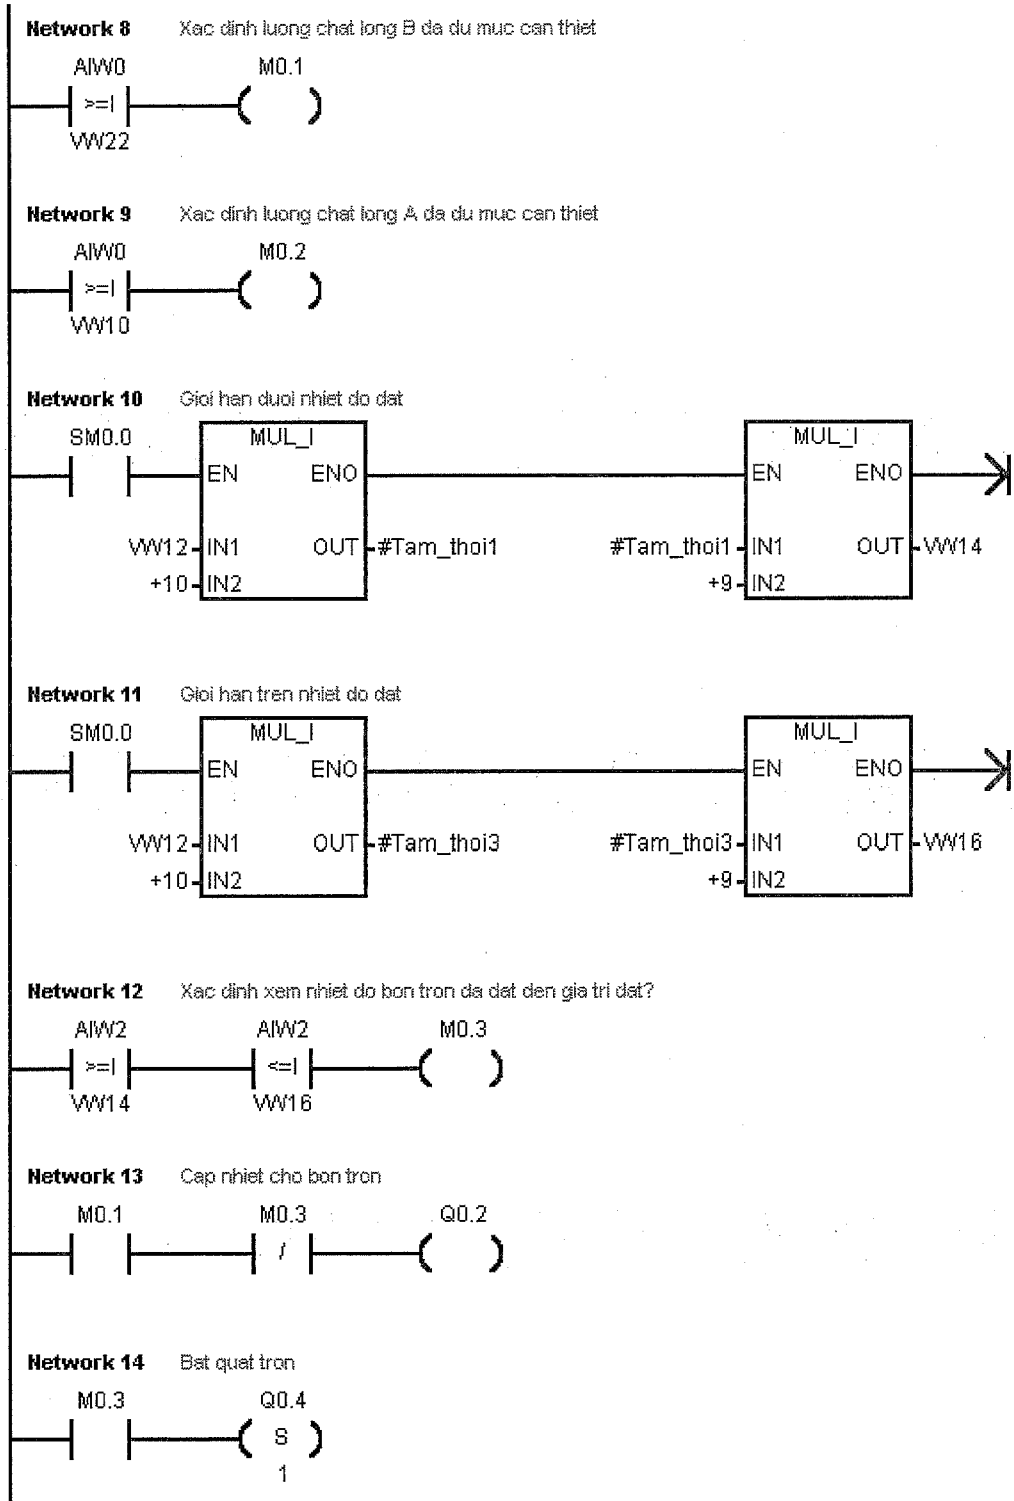 Network 8 Xac dinh luong chat long B da du muc can thiet
AIW0 M0.1
>=I
VW22
Network 9 Xac dinh luong chat long A da du muc can thiet
AIW0 M0.2
>=I
VW10
Network 10 Gioi han duoi nhiet do dat
SM0.0 MUL_I MUL_I
EN ENO EN ENO
VW12 IN1 OUT #Tam_thoi1 #Tam_thoi1 IN1 OUT VW14
+10 IN2 +9 IN2
Network 11 Gioi han tren nhiet do dat
SM0.0 MUL_I MUL_I
EN ENO EN ENO
VW12 IN1 OUT #Tam_thoi3 #Tam_thoi3 IN1 OUT VW16
+10 IN2 +9 IN2
Network 12 Xac dinh xem nhiet do bon tron da dat den gia tri dat?
AIW2 AIW2 M0.3
>=I <=I
VW14 VW16
Network 13 Cap nhiet cho bon tron
M0.1 M0.3 Q0.2
/
Network 14 Bat quat tron
M0.3 Q0.4
S
1